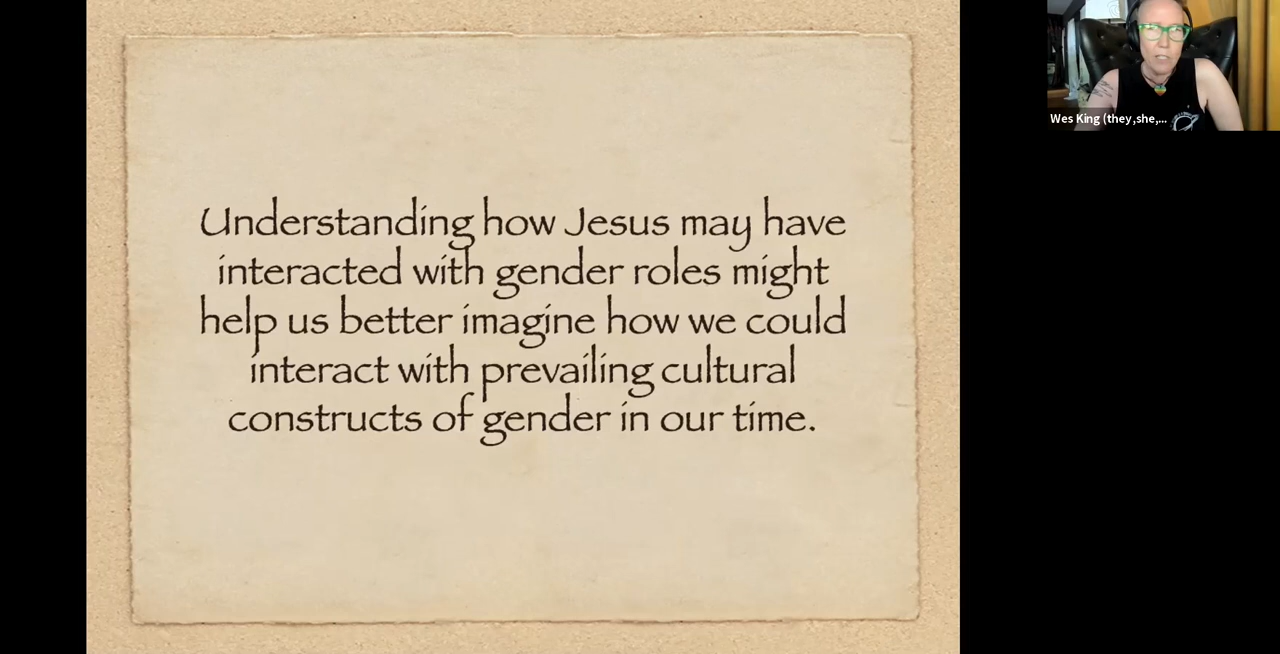 Understanding how Jesus may have
interacted with gender roles might
help us better imagine how we could
interact with prevailing cultural
constructs of gender in our time.
Wes King (they,she,...